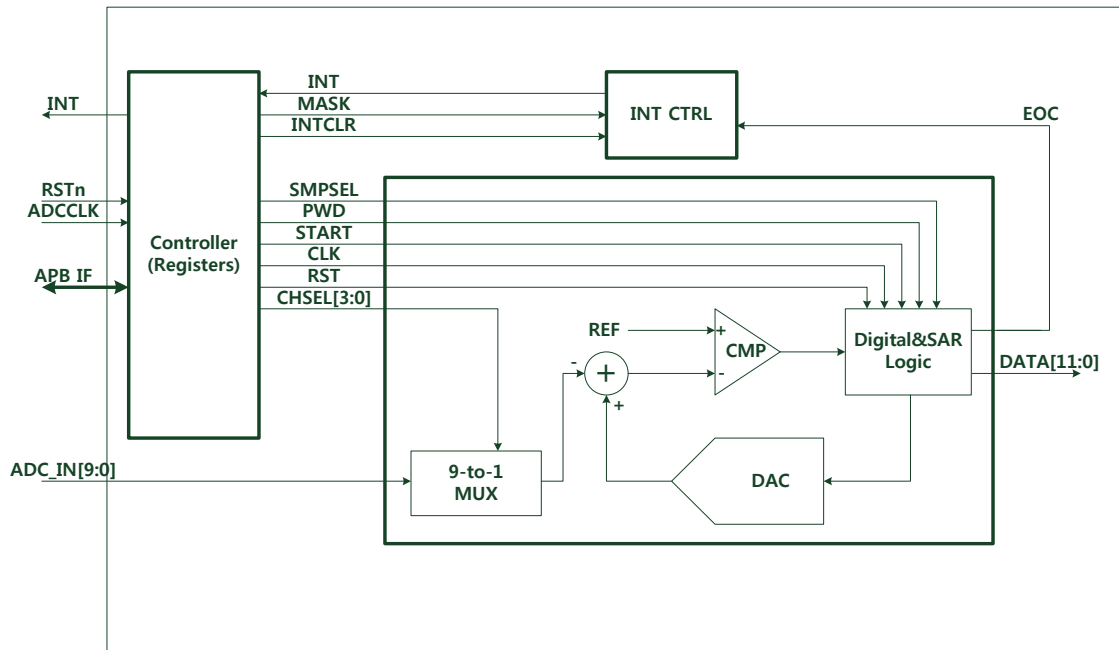 INT
MASK
INTCLR
INT
INT CTRL
EOC
RSTn
ADCCLK
APB IF
Controller
(Registers)
SMPSEL
PWD
START
CLK
RST
CHSEL[3:0]
REF
+
CMP
-
Digital&SAR
Logic
DATA[11:0]
-
+
+
ADC_IN[9:0]
9-to-1
MUX
DAC